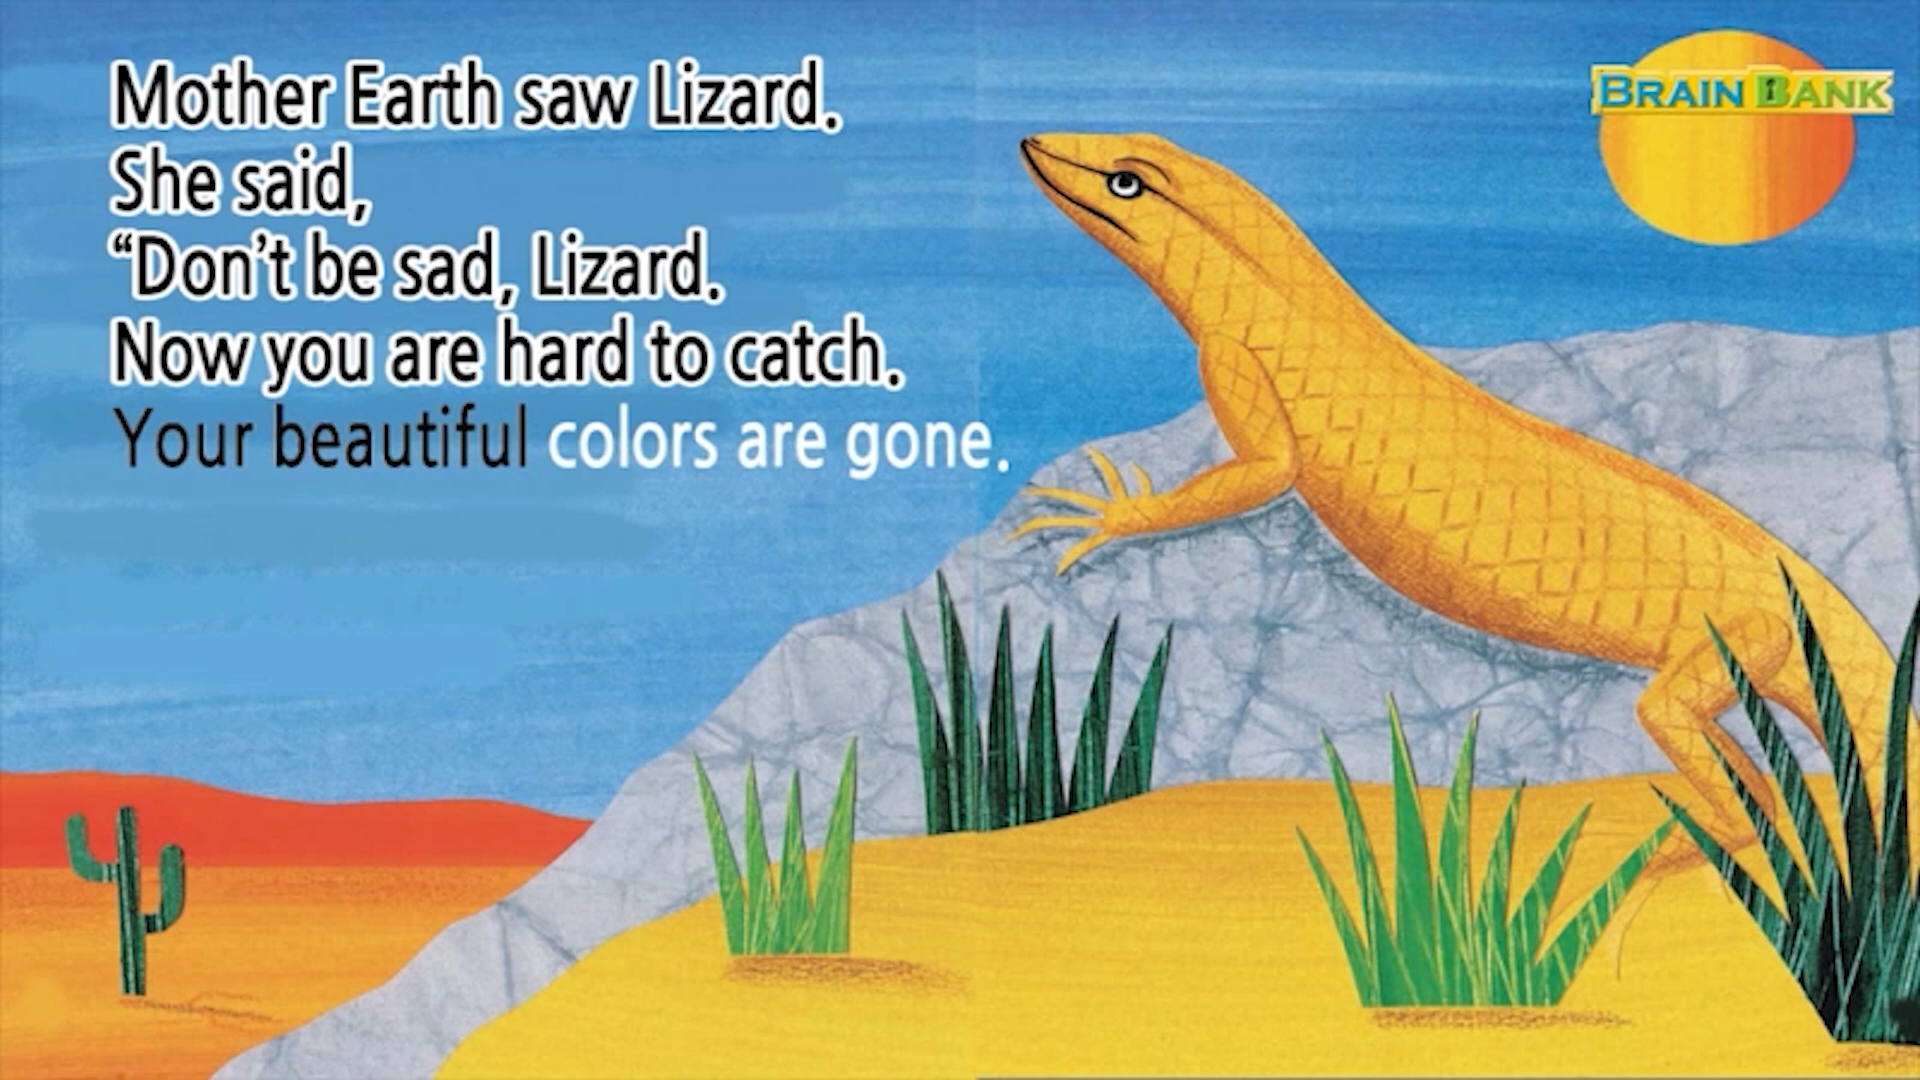 Mother Earth saw Lizard.
She said,
“Don’t be sad, Lizard.
Now you are hard to catch.
Your beautiful colors are gone.
BRAIN BANK